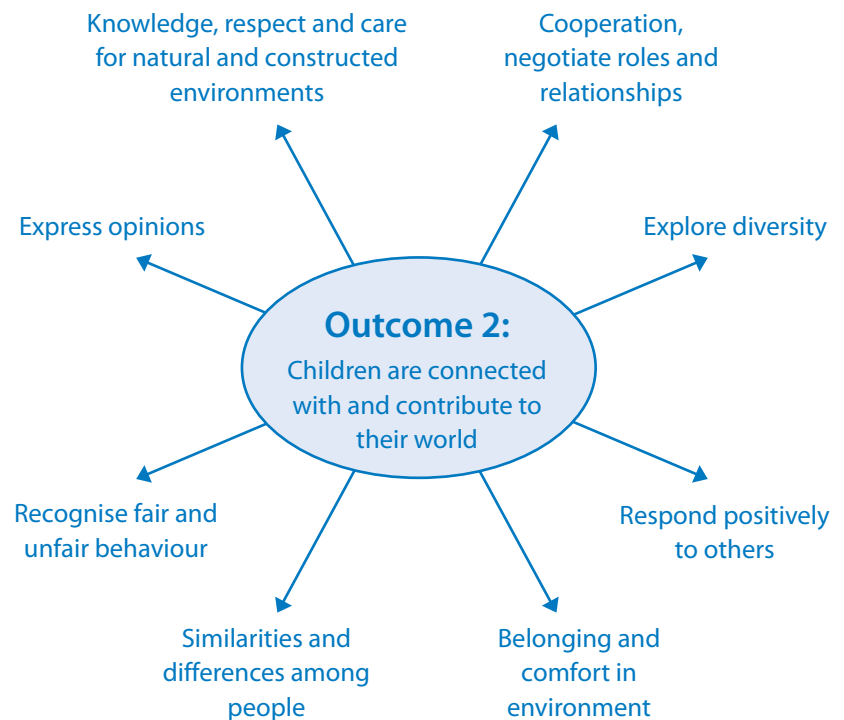 Knowledge, respect and care
for natural and constructed
environments
Cooperation,
negotiate roles and
relationships
Express opinions
Explore diversity
Outcome 2:
Children are connected
with and contribute to
their world
Recognise fair and
unfair behaviour
Respond positively
to others
Similarities and
differences among
people
Belonging and
comfort in
environment